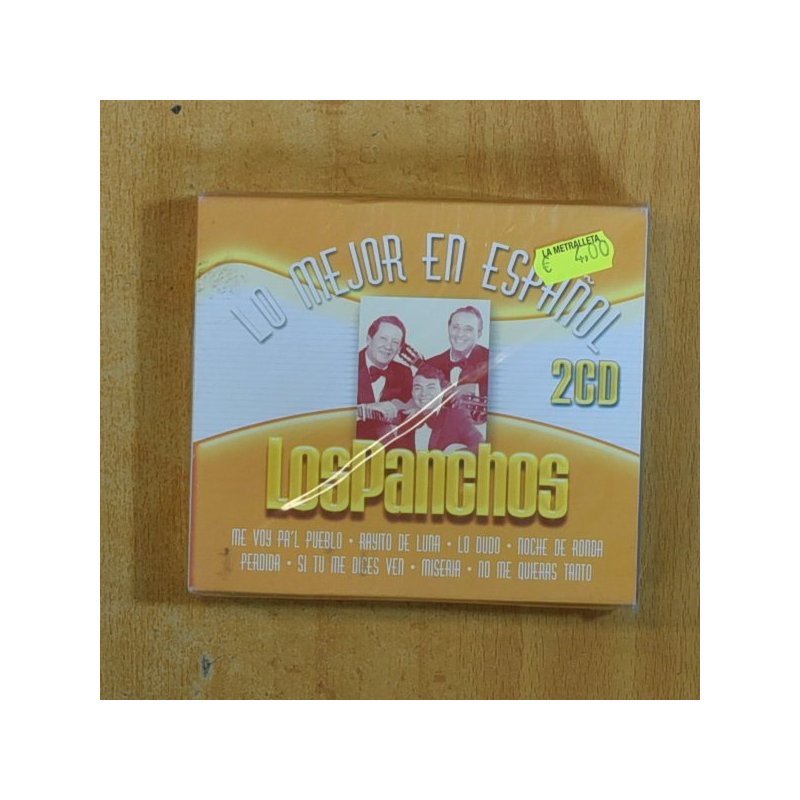 LO MEJOR EN ESPAÑOL
LA METRALLETA
€ 4,00
2CD
LosPanchos
ME VOY PA'L PUEBLO • RAYITO DE LUNA • LO DUDO • NOCHE DE RONDA
PERDIDA • SI TU ME DICES VEN • MISERIA • NO ME QUIERAS TANTO